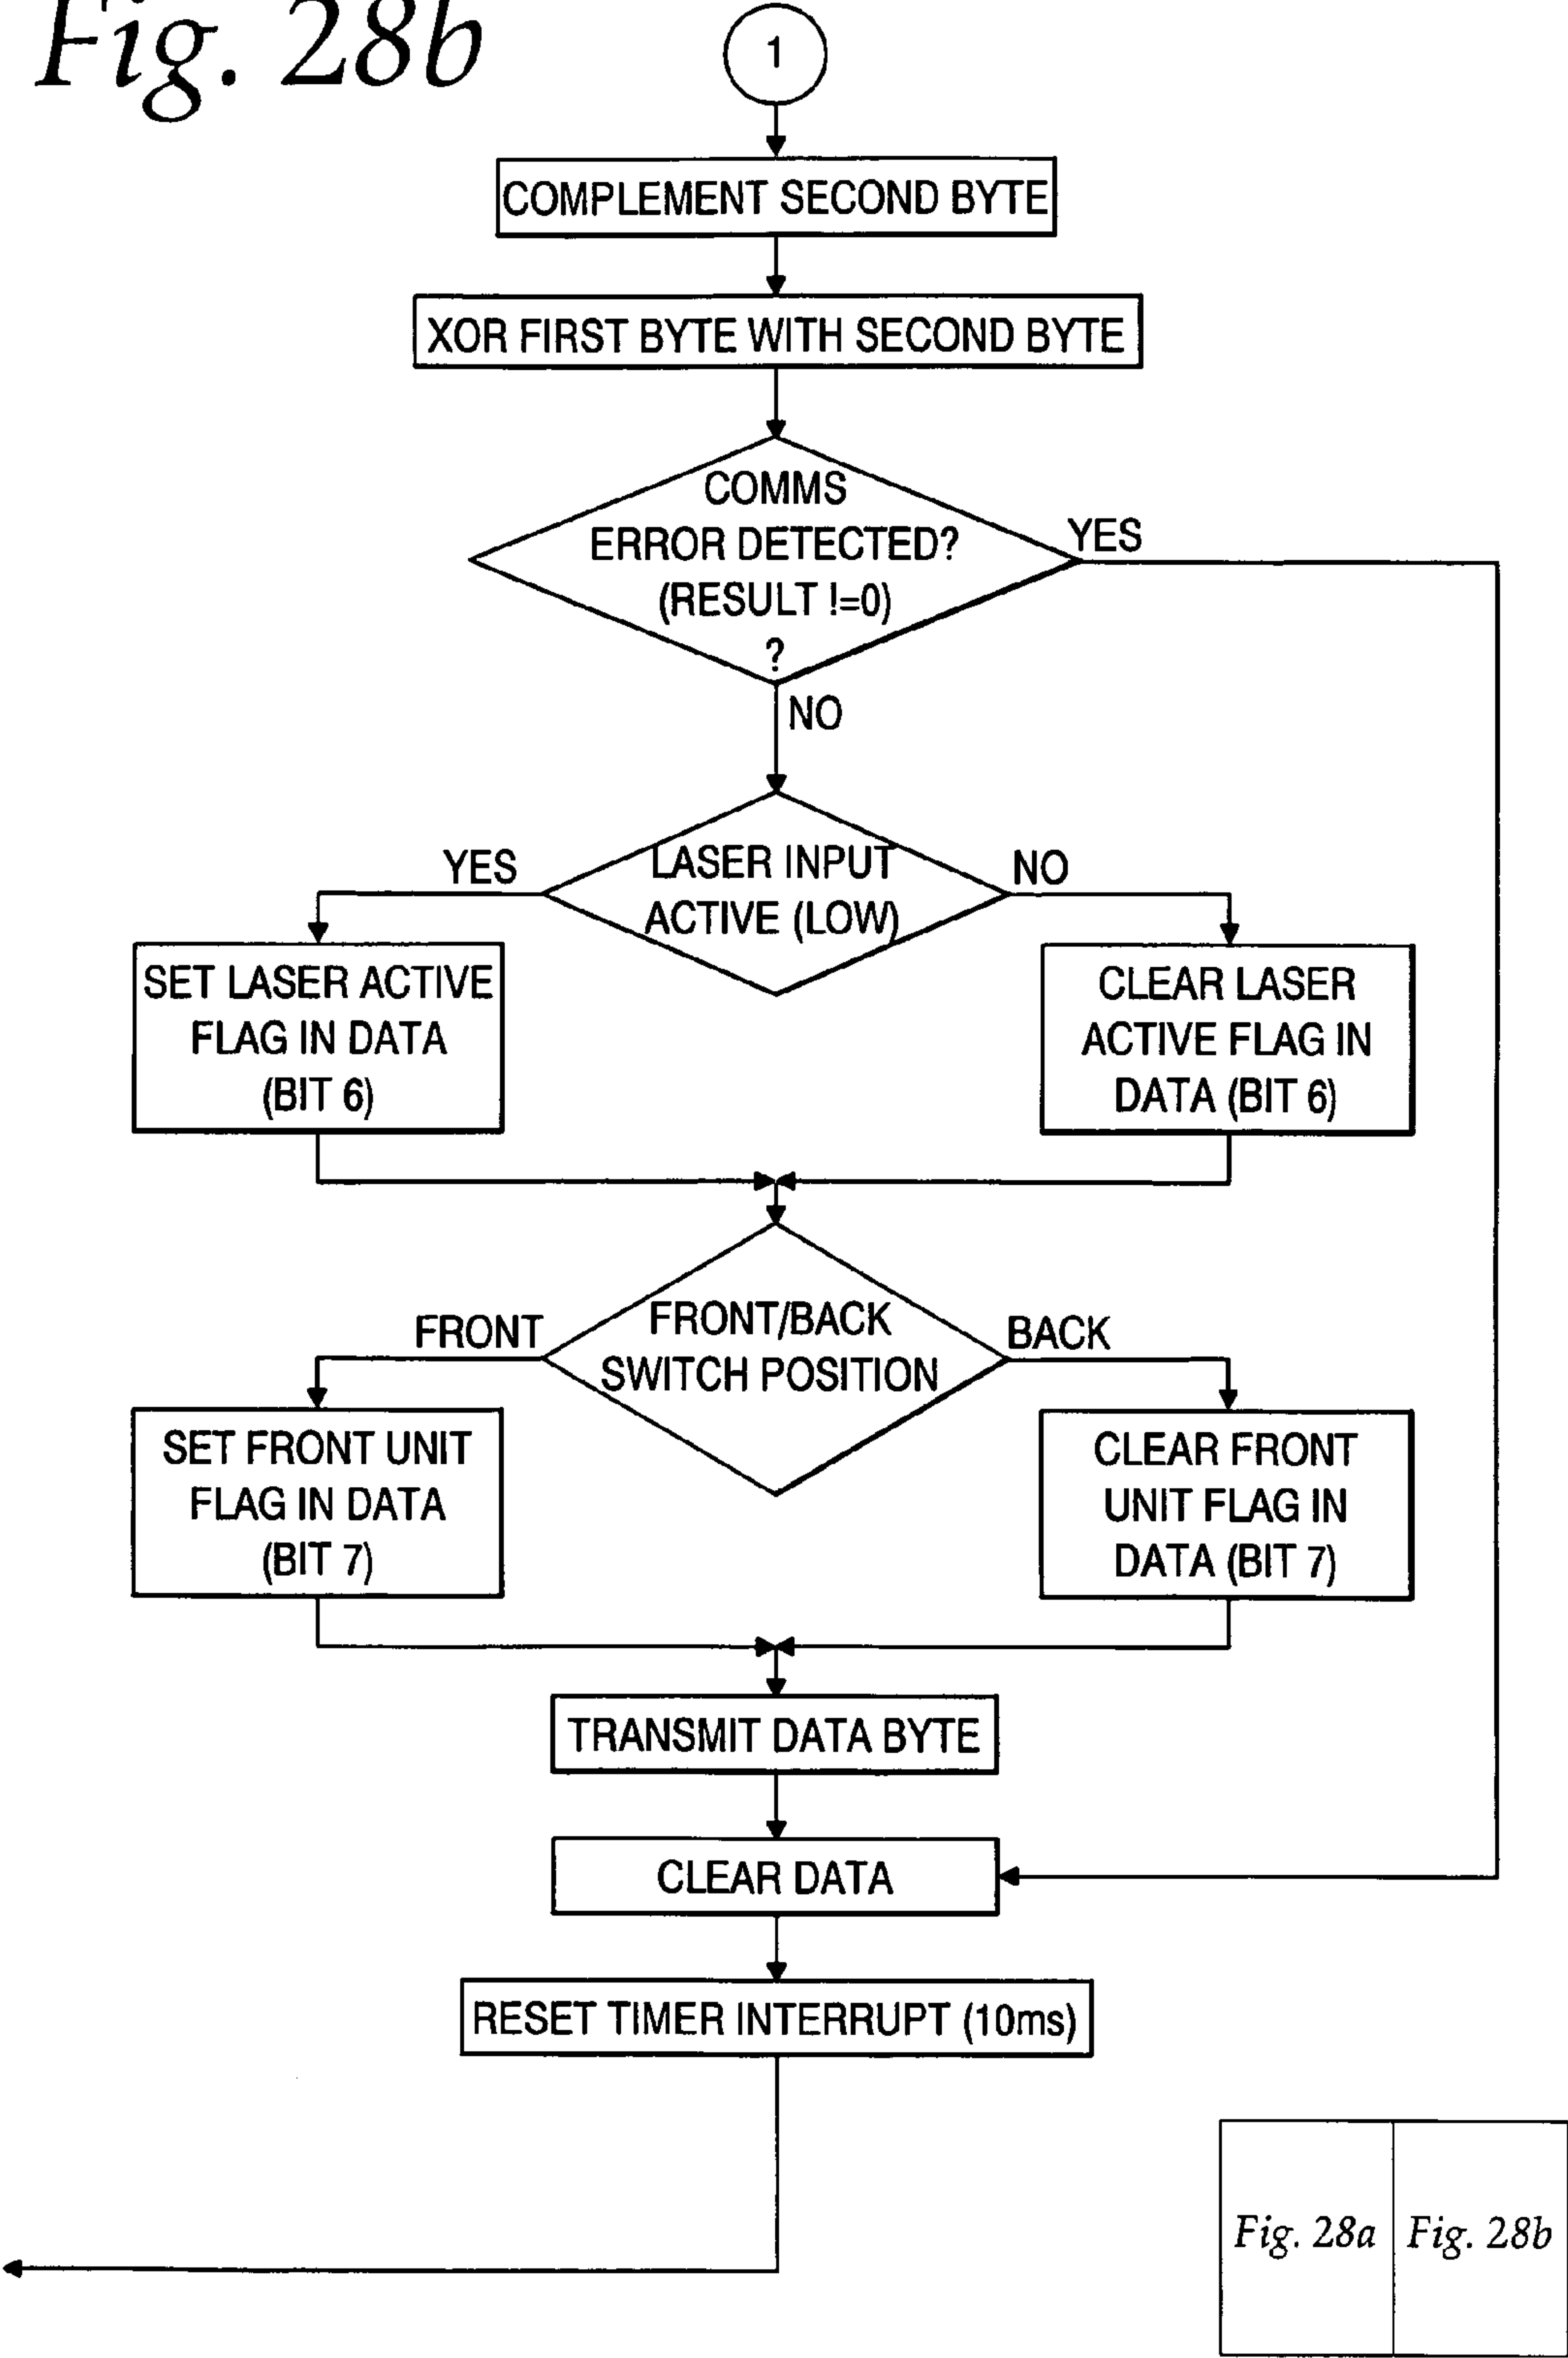 Fig. 28b
1
COMPLEMENT SECOND BYTE
XOR FIRST BYTE WITH SECOND BYTE
COMMS
ERROR DETECTED?
(RESULT !=0)
?
YES
NO
LASER INPUT
ACTIVE (LOW)
YES
NO
SET LASER ACTIVE
FLAG IN DATA
(BIT 6)
CLEAR LASER
ACTIVE FLAG IN
DATA (BIT 6)
FRONT/BACK
SWITCH POSITION
FRONT
BACK
SET FRONT UNIT
FLAG IN DATA
(BIT 7)
CLEAR FRONT
UNIT FLAG IN
DATA (BIT 7)
TRANSMIT DATA BYTE
CLEAR DATA
RESET TIMER INTERRUPT (10ms)
Fig. 28a
Fig. 28b